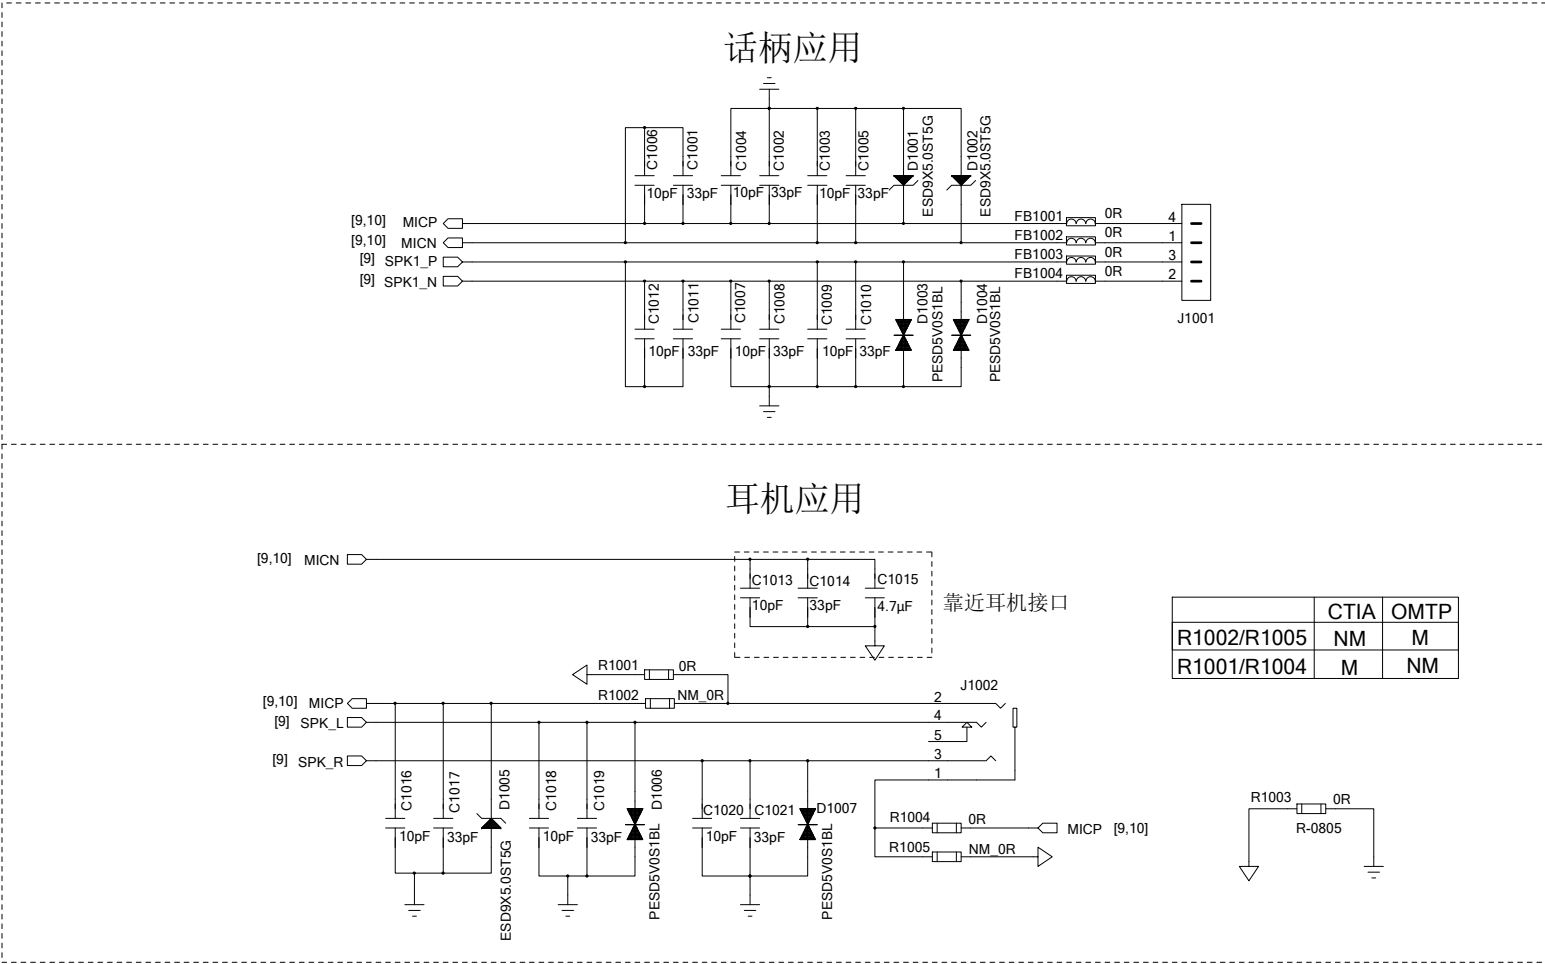 话柄应用
C1006
10pF
C1001
33pF
C1004
10pF
C1002
33pF
C1003
10pF
C1005
33pF
D1001
ESD9X5.0ST5G
D1002
ESD9X5.0ST5G
[9,10] MICP
[9,10] MICN
[9] SPK1_P
[9] SPK1_N
FB1001 0R 4
FB1002 0R 1
FB1003 0R 3
FB1004 0R 2
J1001
C1012
10pF
C1011
33pF
C1007
10pF
C1008
33pF
C1009
10pF
C1010
33pF
D1003
PESD5V0S1BL
D1004
PESD5V0S1BL
耳机应用
[9,10] MICN
C1013
10pF
C1014
33pF
C1015
4.7µF
靠近耳机接口
CTIA OMTP
R1002/R1005 NM M
R1001/R1004 M NM
R1001 0R
R1002 NM_0R
[9,10] MICP
[9] SPK_L
[9] SPK_R
J1002
2
4
5
3
1
C1016
10pF
C1017
33pF
D1005
ESD9X5.0ST5G
C1018
10pF
C1019
33pF
D1006
PESD5V0S1BL
C1020
10pF
C1021
33pF
D1007
PESD5V0S1BL
R1004 0R
MICP [9,10]
R1005 NM_0R
R1003 0R
R-0805